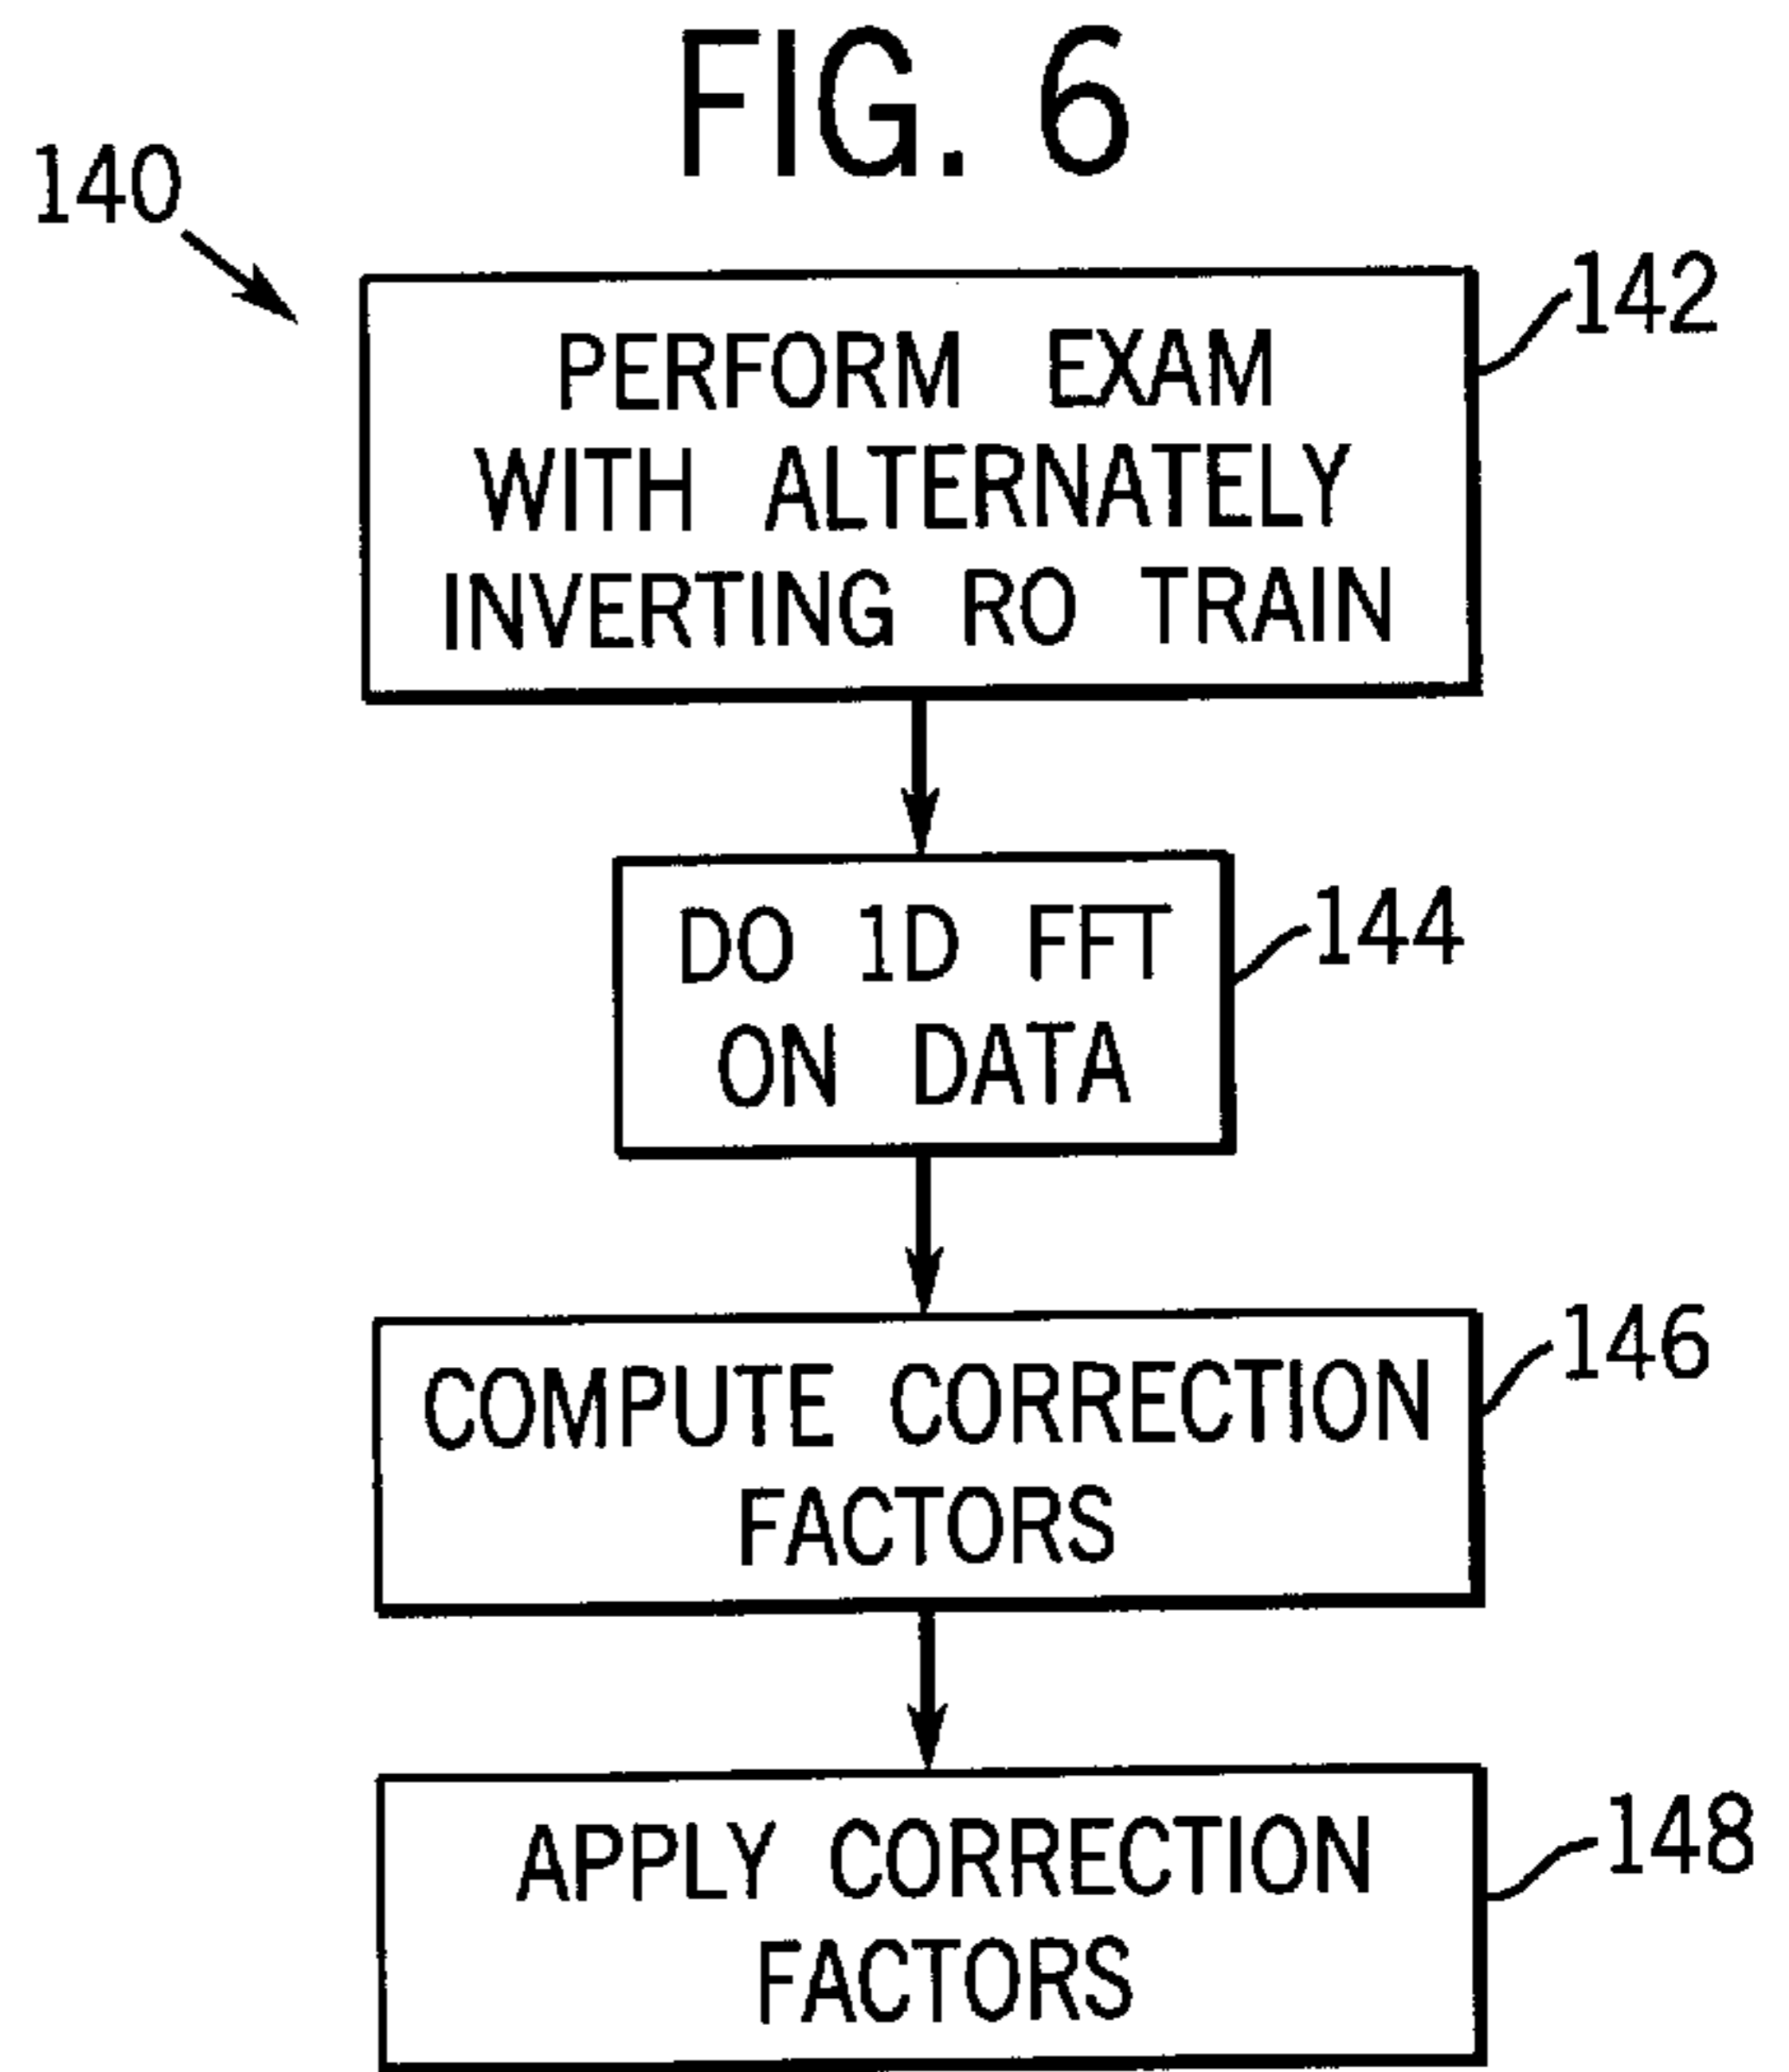 FIG. 6
140
142
PERFORM EXAM
WITH ALTERNATELY
INVERTING RO TRAIN
144
DO 1D FFT
ON DATA
146
COMPUTE CORRECTION
FACTORS
148
APPLY CORRECTION
FACTORS